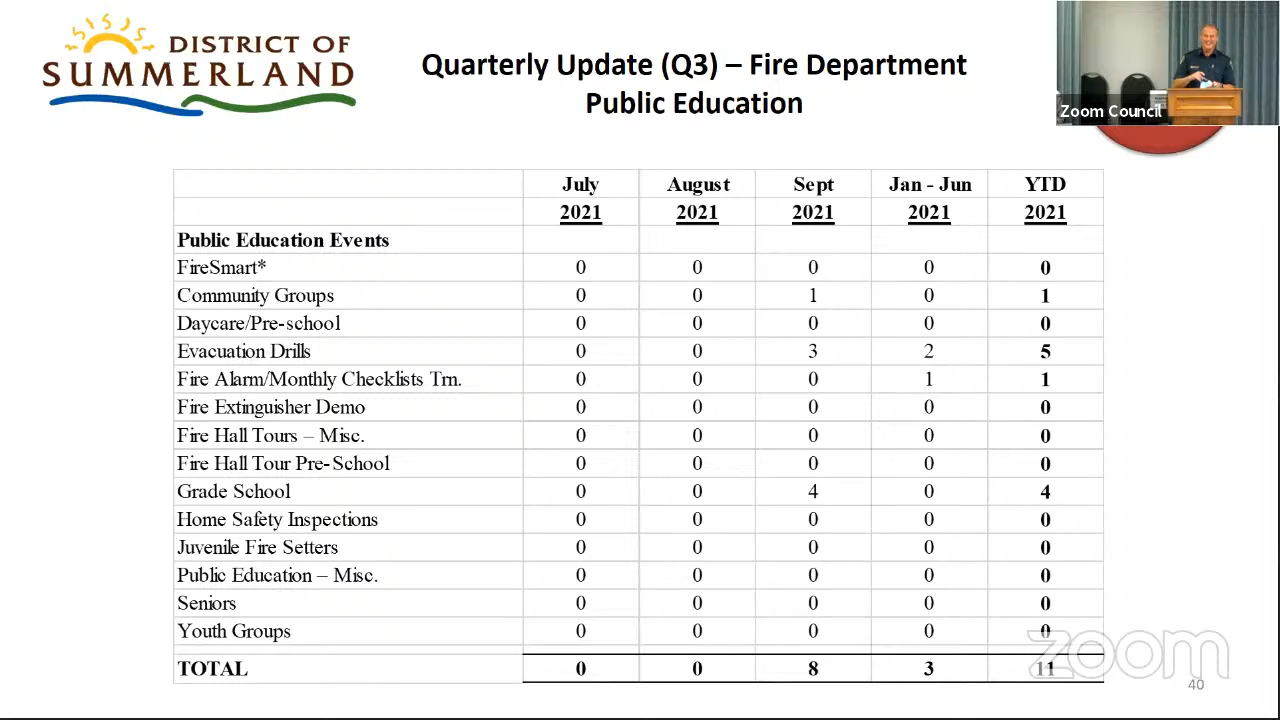 DISTRICT OF
SUMMERLAND
Quarterly Update (Q3) – Fire Department
Public Education
Zoom Council
July August Sept Jan - Jun YTD
2021 2021 2021 2021 2021
Public Education Events
FireSmart* 0 0 0 0 0
Community Groups 0 0 1 0 1
Daycare/Pre-school 0 0 0 0 0
Evacuation Drills 0 0 3 2 5
Fire Alarm/Monthly Checklists Trn. 0 0 0 1 1
Fire Extinguisher Demo 0 0 0 0 0
Fire Hall Tours – Misc. 0 0 0 0 0
Fire Hall Tour Pre-School 0 0 0 0 0
Grade School 0 0 4 0 4
Home Safety Inspections 0 0 0 0 0
Juvenile Fire Setters 0 0 0 0 0
Public Education – Misc. 0 0 0 0 0
Seniors 0 0 0 0 0
Youth Groups 0 0 0 0 0
TOTAL 0 0 8 3 11
zoom
40